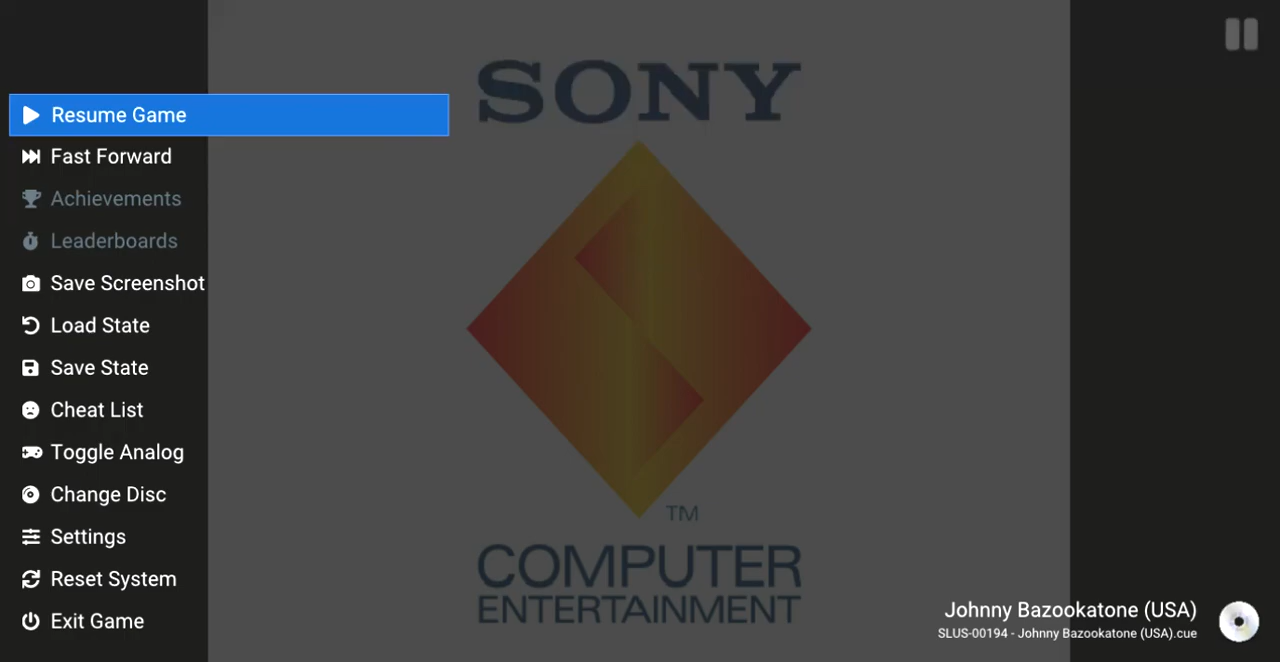 SONY
Resume Game
Fast Forward
Achievements
Leaderboards
Save Screenshot
Load State
Save State
Cheat List
Toggle Analog
Change Disc
Settings
Reset System
Exit Game
TM
COMPUTER
ENTERTAINMENT
Johnny Bazookatone (USA)
SLUS-00194 - Johnny Bazookatone (USA).cue